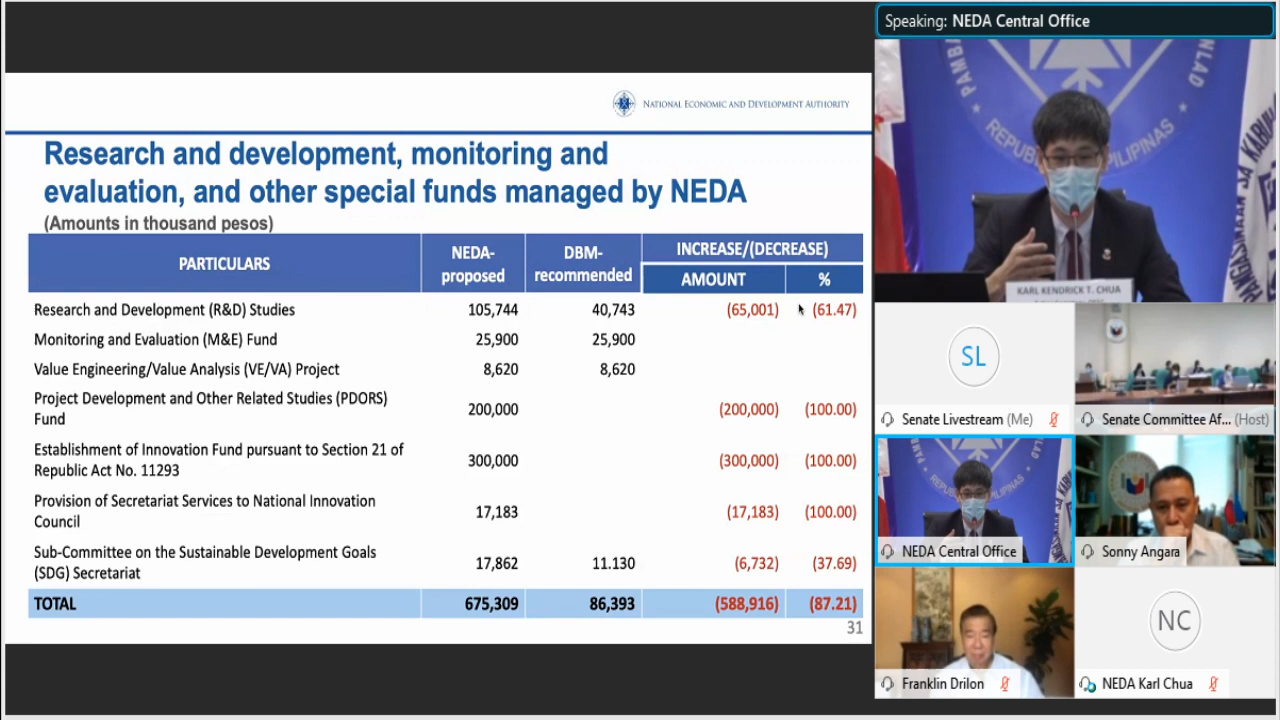 Speaking: NEDA Central Office
NATIONAL ECONOMIC AND DEVELOPMENT AUTHORITY
Research and development, monitoring and
evaluation, and other special funds managed by NEDA
(Amounts in thousand pesos)
PARTICULARS
NEDA-
proposed
DBM-
recommended
INCREASE/(DECREASE)
AMOUNT
%
Research and Development (R&D) Studies 105,744 40,743 (65,001) (61.47)
Monitoring and Evaluation (M&E) Fund 25,900 25,900
Value Engineering/Value Analysis (VE/VA) Project 8,620 8,620
Project Development and Other Related Studies (PDORS)
Fund
200,000 (200,000) (100.00)
Establishment of Innovation Fund pursuant to Section 21 of
Republic Act No. 11293
300,000 (300,000) (100.00)
Provision of Secretariat Services to National Innovation
Council
17,183 (17,183) (100.00)
Sub-Committee on the Sustainable Development Goals
(SDG) Secretariat
17,862 11.130 (6,732) (37.69)
TOTAL 675,309 86,393 (588,916) (87.21)
31
KARL KENDRICK T. CHUA
SL
Senate Livestream (Me)
Senate Committee Af... (Host)
NEDA Central Office
Sonny Angara
Franklin Drilon
NC
NEDA Karl Chua